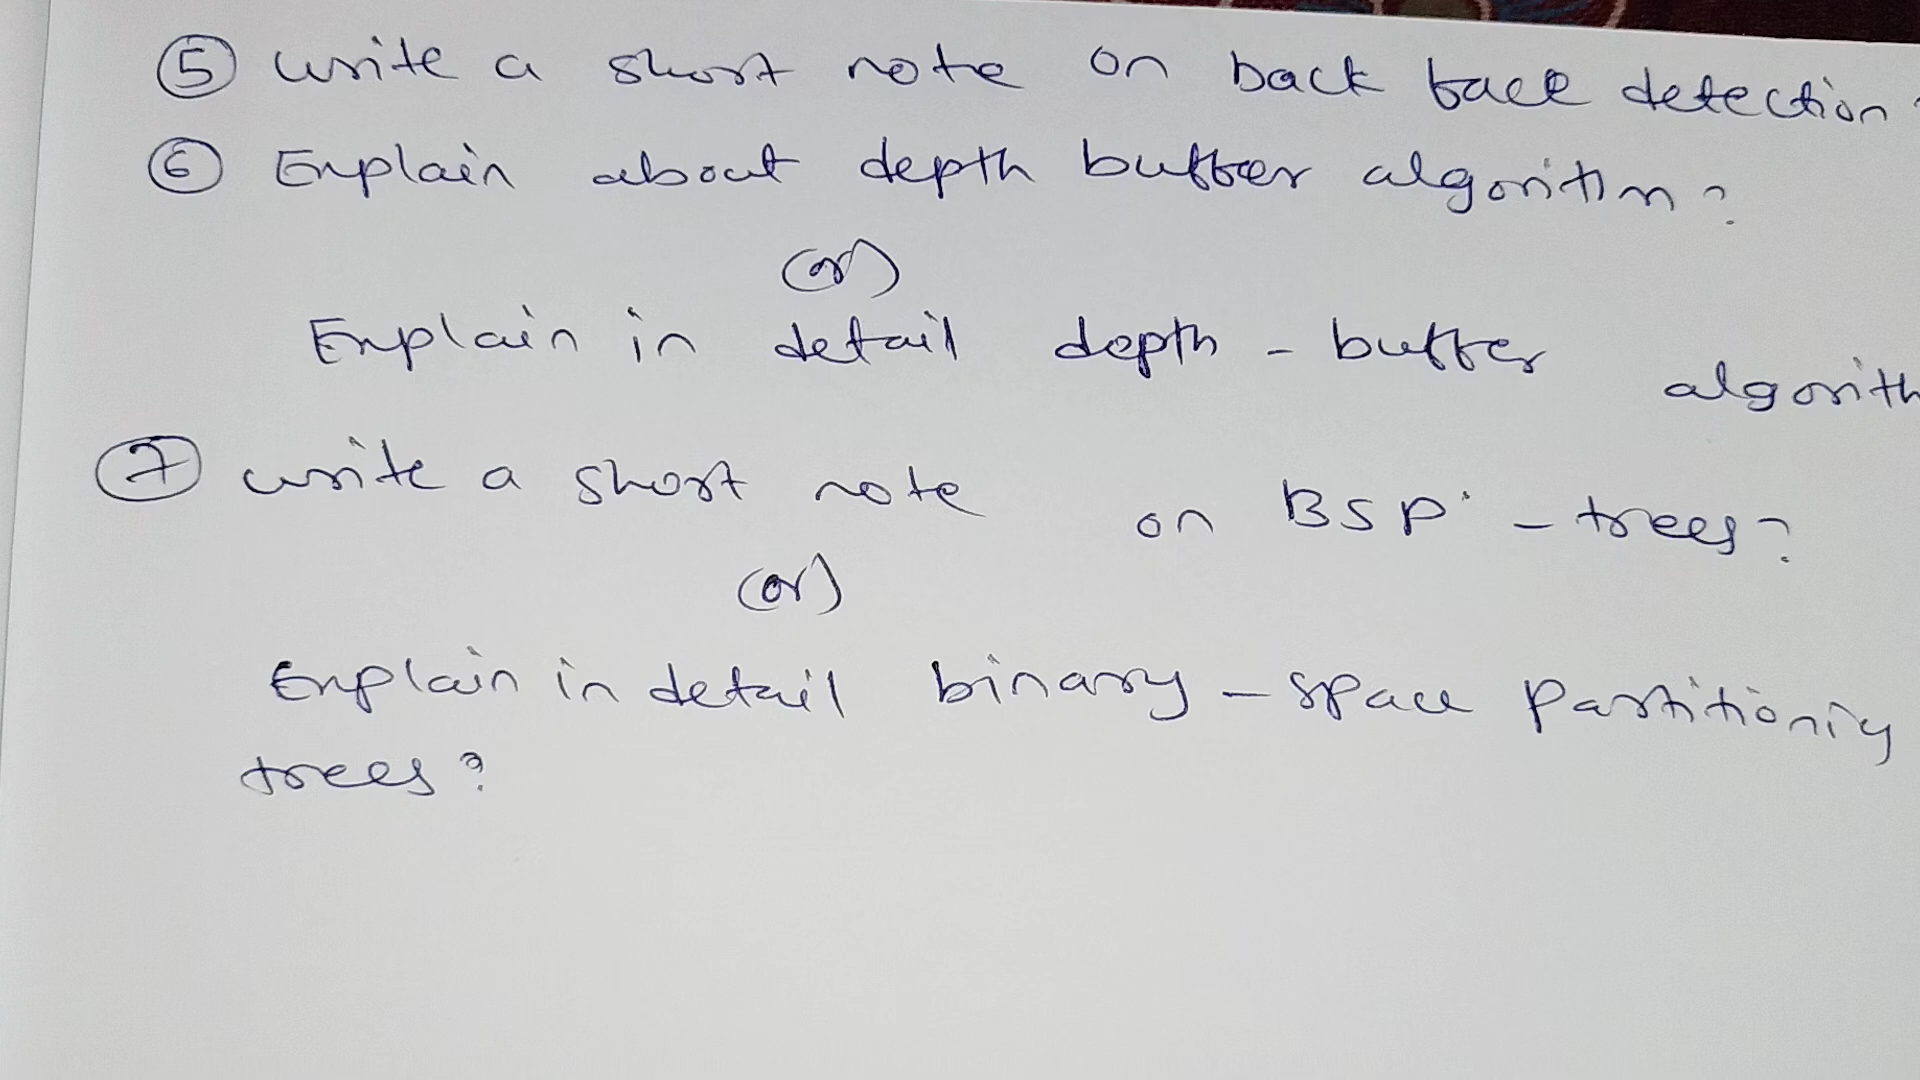 ⑤ write a short note on back face detection?
⑥ Explain about depth buffer algorithm?
(or)
Explain in detail depth - buffer algorith
⑦ write a short note on BSP - trees?
(or)
Explain in detail binary - space partitioning
trees?